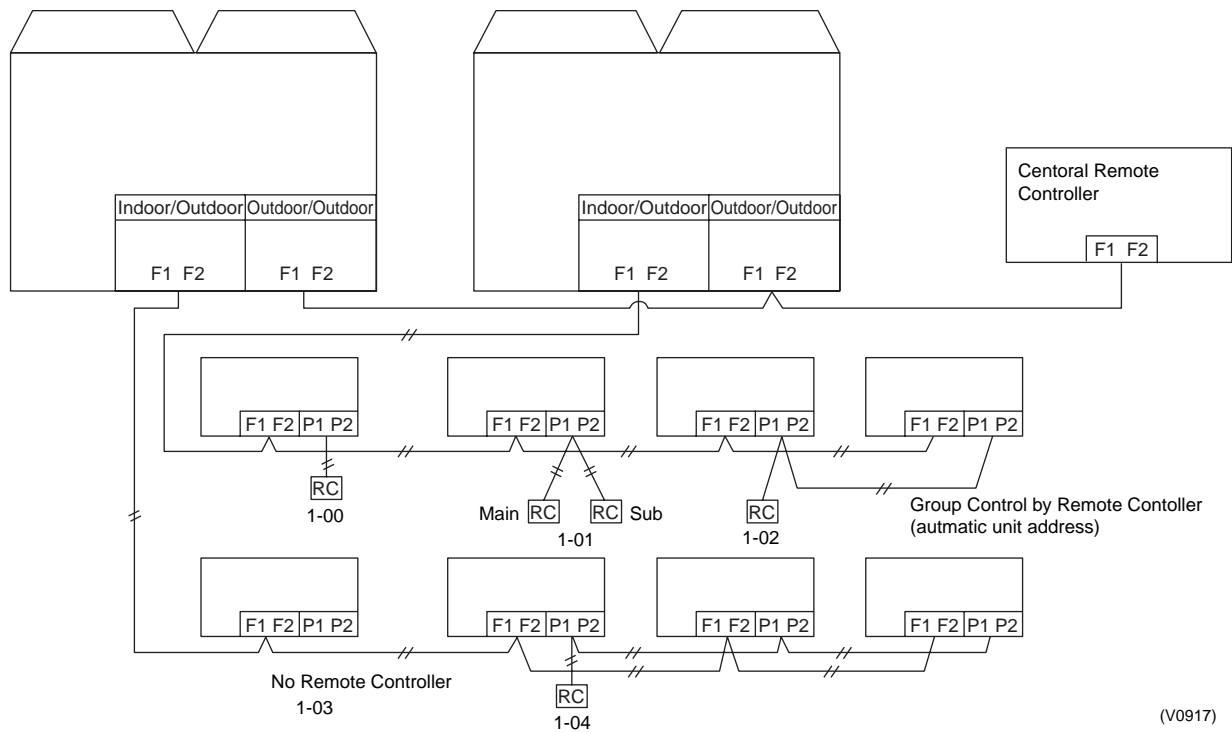 Indoor/Outdoor Outdoor/Outdoor
F1 F2 F1 F2
Indoor/Outdoor Outdoor/Outdoor
F1 F2 F1 F2
Centoral Remote
Controller
F1 F2
F1 F2 P1 P2
F1 F2 P1 P2
F1 F2 P1 P2
F1 F2 P1 P2
RC
1-00
Main RC RC Sub
1-01
RC
1-02
Group Control by Remote Contoller
(autmatic unit address)
F1 F2 P1 P2
F1 F2 P1 P2
F1 F2 P1 P2
F1 F2 P1 P2
No Remote Controller
1-03
RC
1-04
(V0917)